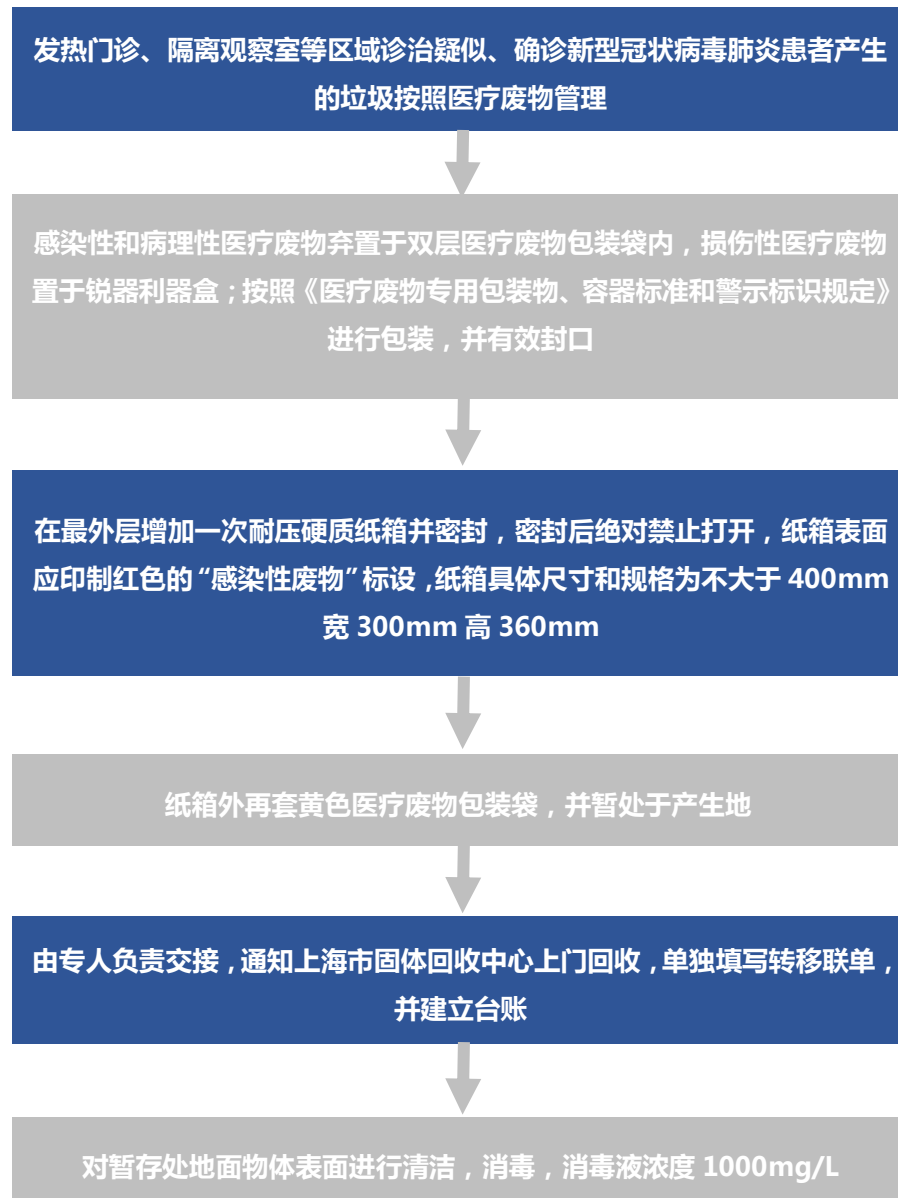 发热门诊、隔离观察室等区域诊治疑似、确诊新型冠状病毒肺炎患者产生
的垃圾按照医疗废物管理
感染性和病理性医疗废物弃置于双层医疗废物包装袋内，损伤性医疗废物
置于锐器利器盒；按照《医疗废物专用包装物、容器标准和警示标识规定》
进行包装，并有效封口
在最外层增加一次耐压硬质纸箱并密封，密封后绝对禁止打开，纸箱表面
应印制红色的“感染性废物”标设，纸箱具体尺寸和规格为不大于 400mm
宽 300mm 高 360mm
纸箱外再套黄色医疗废物包装袋，并暂处于产生地
由专人负责交接，通知上海市固体回收中心上门回收，单独填写转移联单，
并建立台账
对暂存处地面物体表面进行清洁，消毒，消毒液浓度 1000mg/L